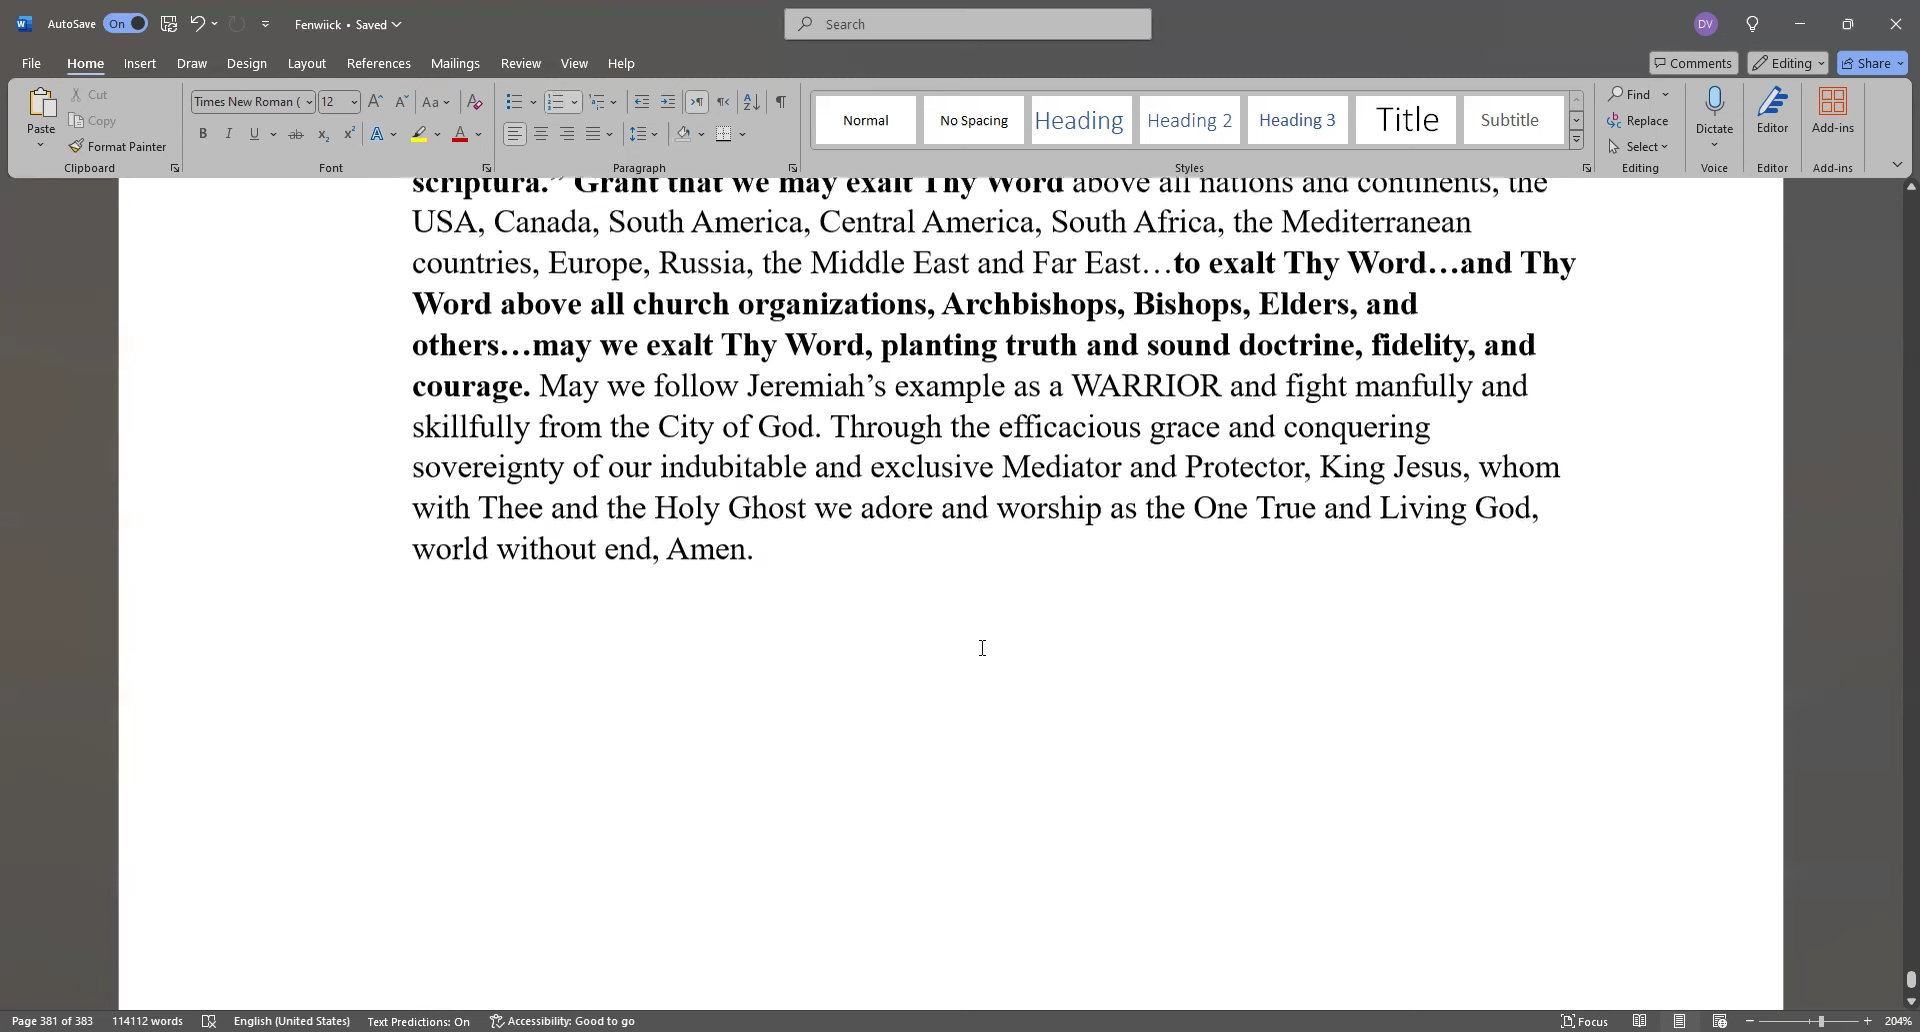 AutoSave On Fenwiick • Saved Search DV
File Home Insert Draw Design Layout References Mailings Review View Help Comments Editing Share
Paste Cut Copy Format Painter Clipboard
Times New Roman ( 12 Aa Font
Paragraph
Normal No Spacing Heading Heading 2 Heading 3 Title Subtitle Styles
Find Replace Select Editing
Dictate Voice
Editor Editor
Add-ins Add-ins
scriptura.” Grant that we may exalt Thy Word above all nations and continents, the
USA, Canada, South America, Central America, South Africa, the Mediterranean
countries, Europe, Russia, the Middle East and Far East…to exalt Thy Word…and Thy
Word above all church organizations, Archbishops, Bishops, Elders, and
others…may we exalt Thy Word, planting truth and sound doctrine, fidelity, and
courage. May we follow Jeremiah’s example as a WARRIOR and fight manfully and
skillfully from the City of God. Through the efficacious grace and conquering
sovereignty of our indubitable and exclusive Mediator and Protector, King Jesus, whom
with Thee and the Holy Ghost we adore and worship as the One True and Living God,
world without end, Amen.
Page 381 of 383 114112 words English (United States) Text Predictions: On Accessibility: Good to go Focus 204%